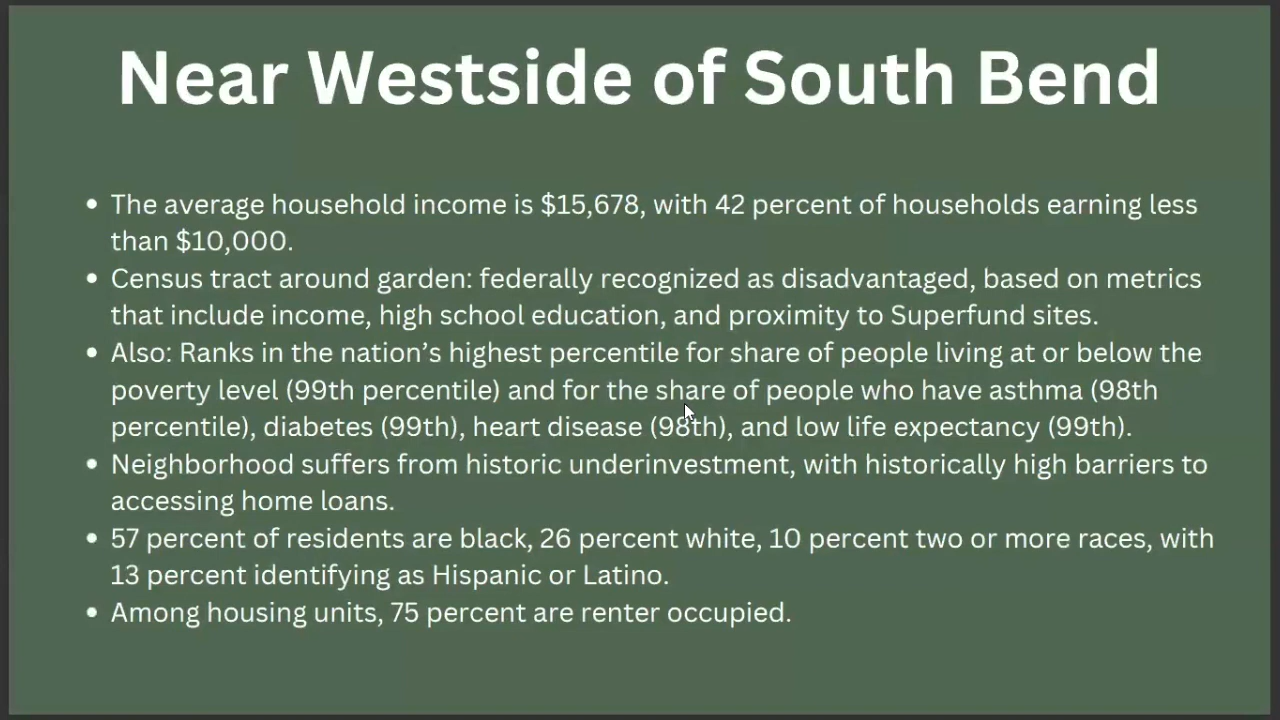 Near Westside of South Bend
• The average household income is $15,678, with 42 percent of households earning less
than $10,000.
• Census tract around garden: federally recognized as disadvantaged, based on metrics
that include income, high school education, and proximity to Superfund sites.
• Also: Ranks in the nation’s highest percentile for share of people living at or below the
poverty level (99th percentile) and for the share of people who have asthma (98th
percentile), diabetes (99th), heart disease (98th), and low life expectancy (99th).
• Neighborhood suffers from historic underinvestment, with historically high barriers to
accessing home loans.
• 57 percent of residents are black, 26 percent white, 10 percent two or more races, with
13 percent identifying as Hispanic or Latino.
• Among housing units, 75 percent are renter occupied.